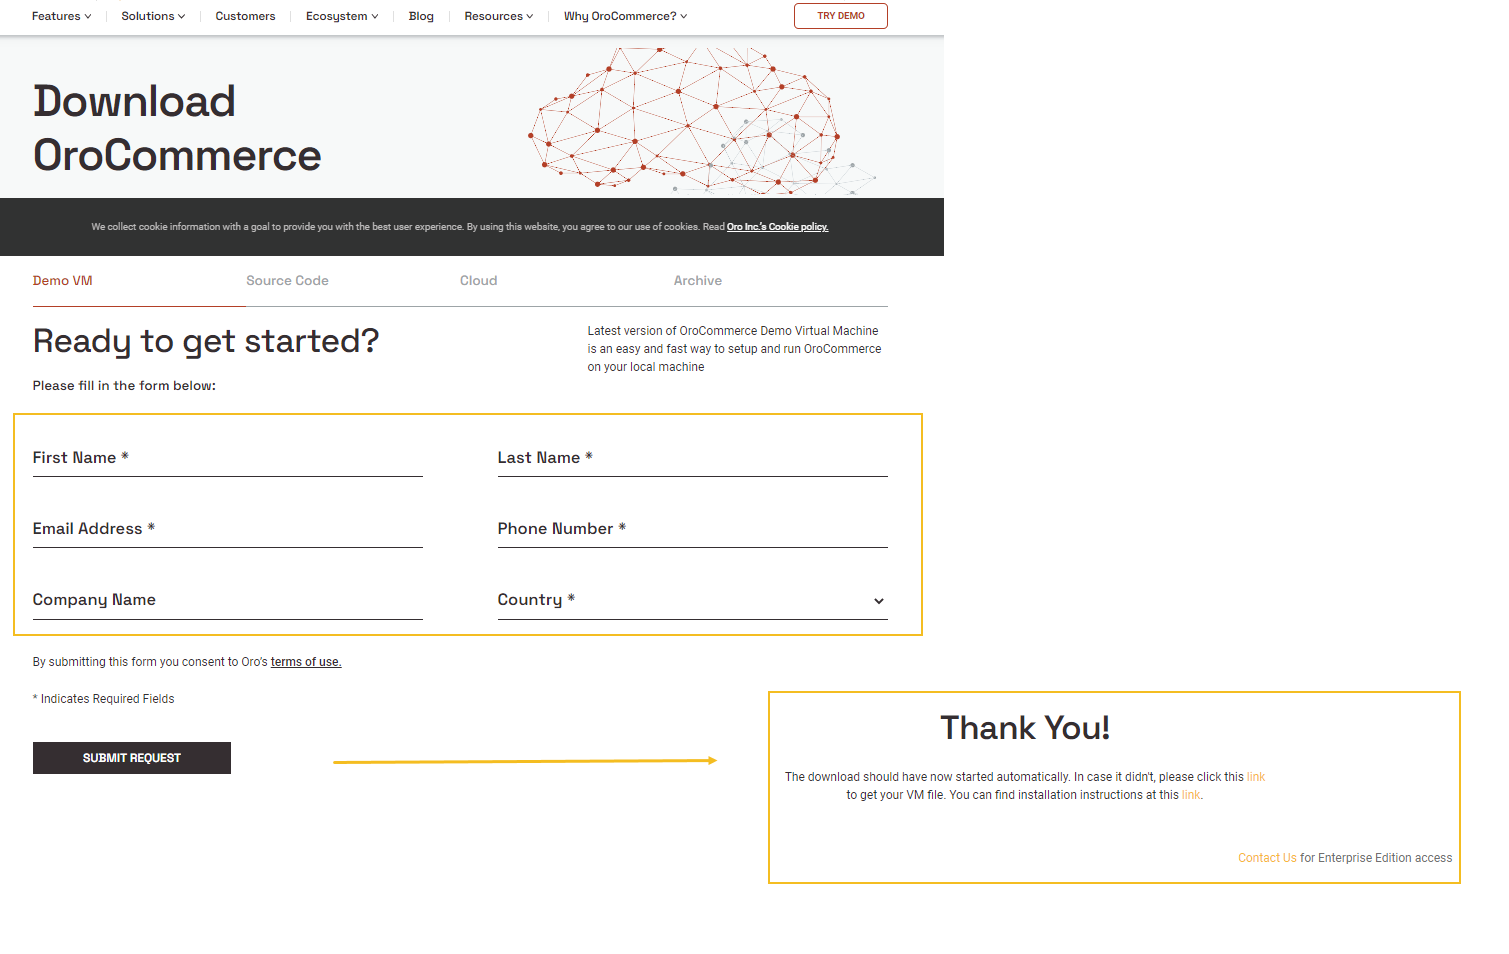 Features Solutions Customers Ecosystem Blog Resources Why OroCommerce? TRY DEMO
Download
OroCommerce
We collect cookie information with a goal to provide you with the best user experience. By using this website, you agree to our use of cookies. Read Oro Inc.'s Cookie policy.
Demo VM Source Code Cloud Archive
Ready to get started?
Please fill in the form below:
Latest version of OroCommerce Demo Virtual Machine
is an easy and fast way to setup and run OroCommerce
on your local machine
First Name * Last Name *
Email Address * Phone Number *
Company Name Country *
By submitting this form you consent to Oro's terms of use.
* Indicates Required Fields
SUBMIT REQUEST
Thank You!
The download should have now started automatically. In case it didn't, please click this link
to get your VM file. You can find installation instructions at this link.
Contact Us for Enterprise Edition access